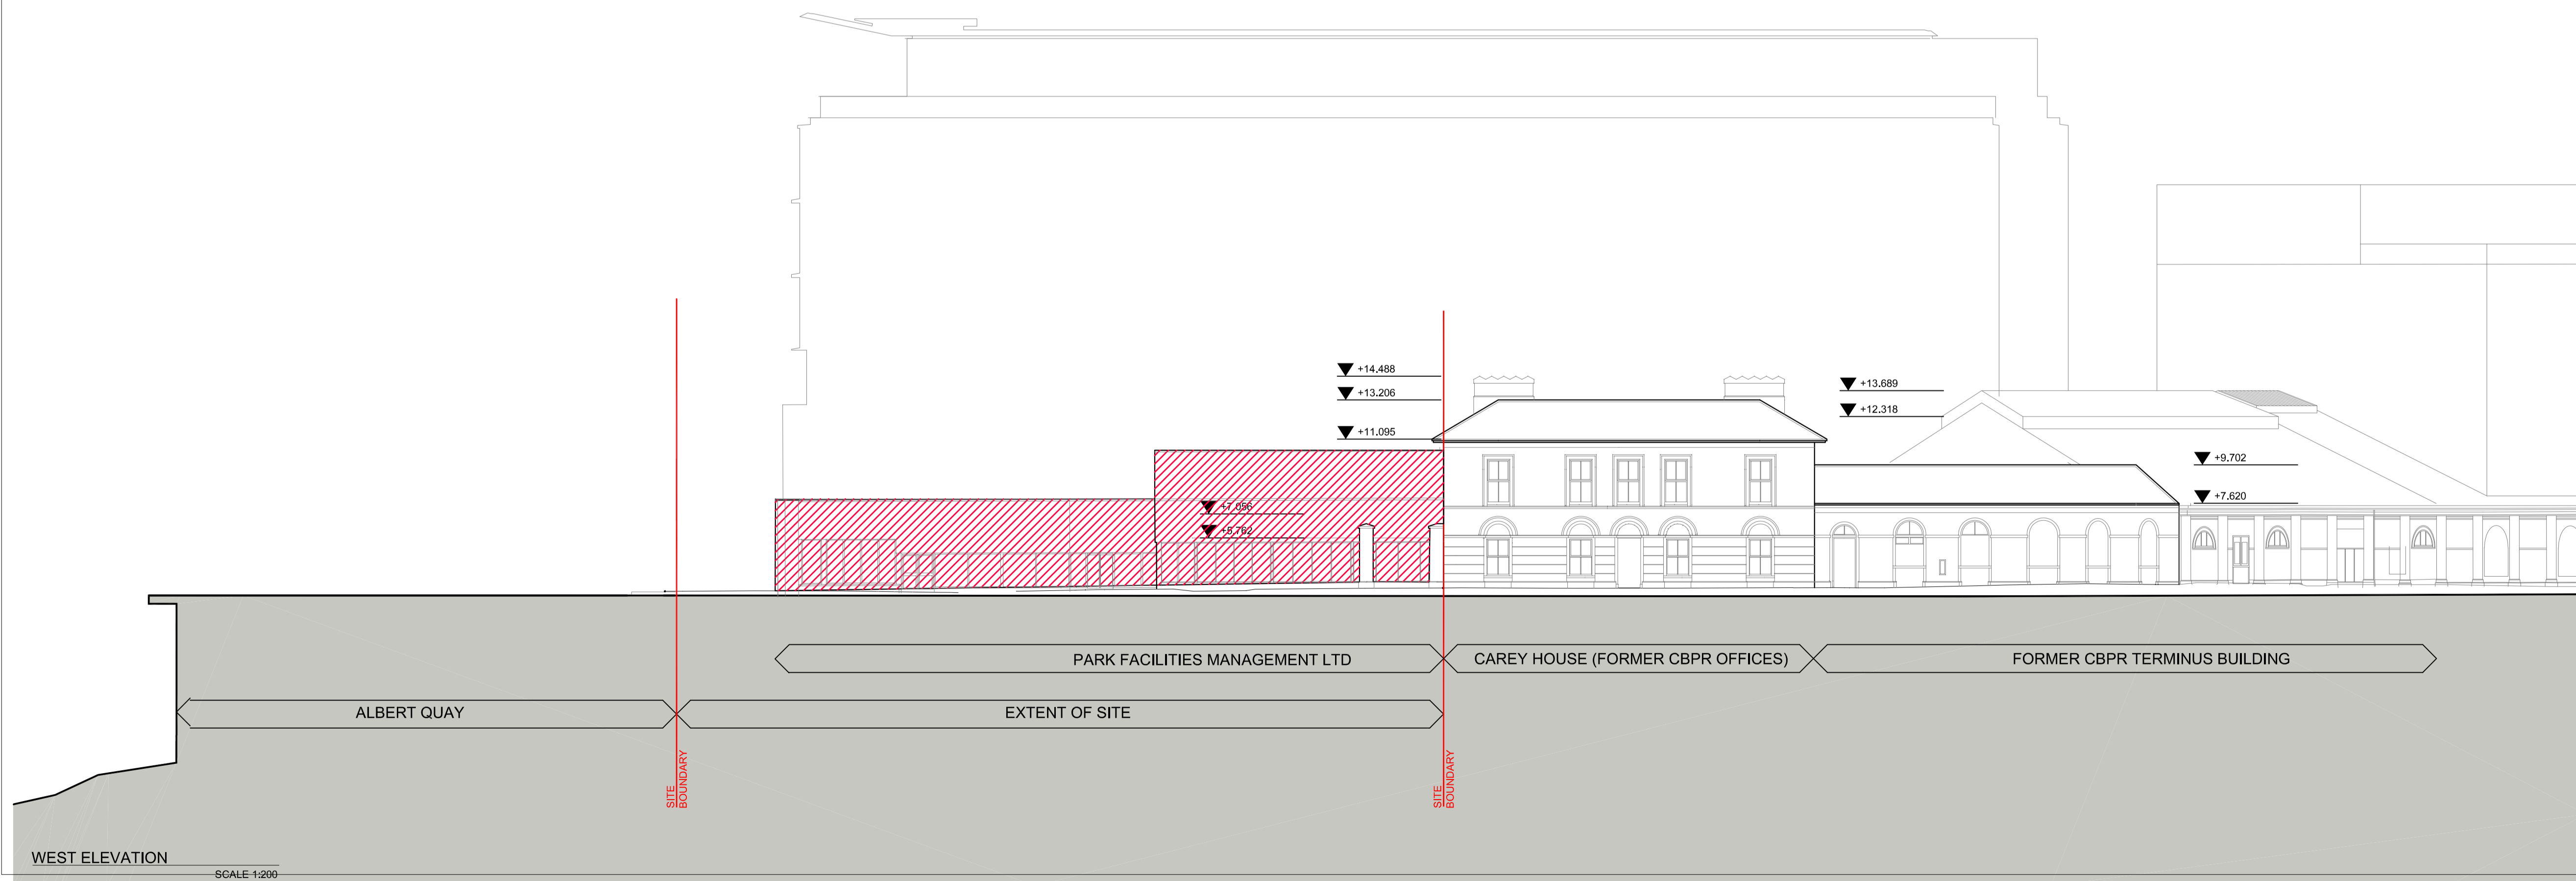 +14.488
+13.206
+11.095
+13.689
+12.318
+9.702
+7.620
+7.056
+5.762
PARK FACILITIES MANAGEMENT LTD
CAREY HOUSE (FORMER CBPR OFFICES)
FORMER CBPR TERMINUS BUILDING
ALBERT QUAY
EXTENT OF SITE
SITE
BOUNDARY
SITE
BOUNDARY
WEST ELEVATION
SCALE 1:200